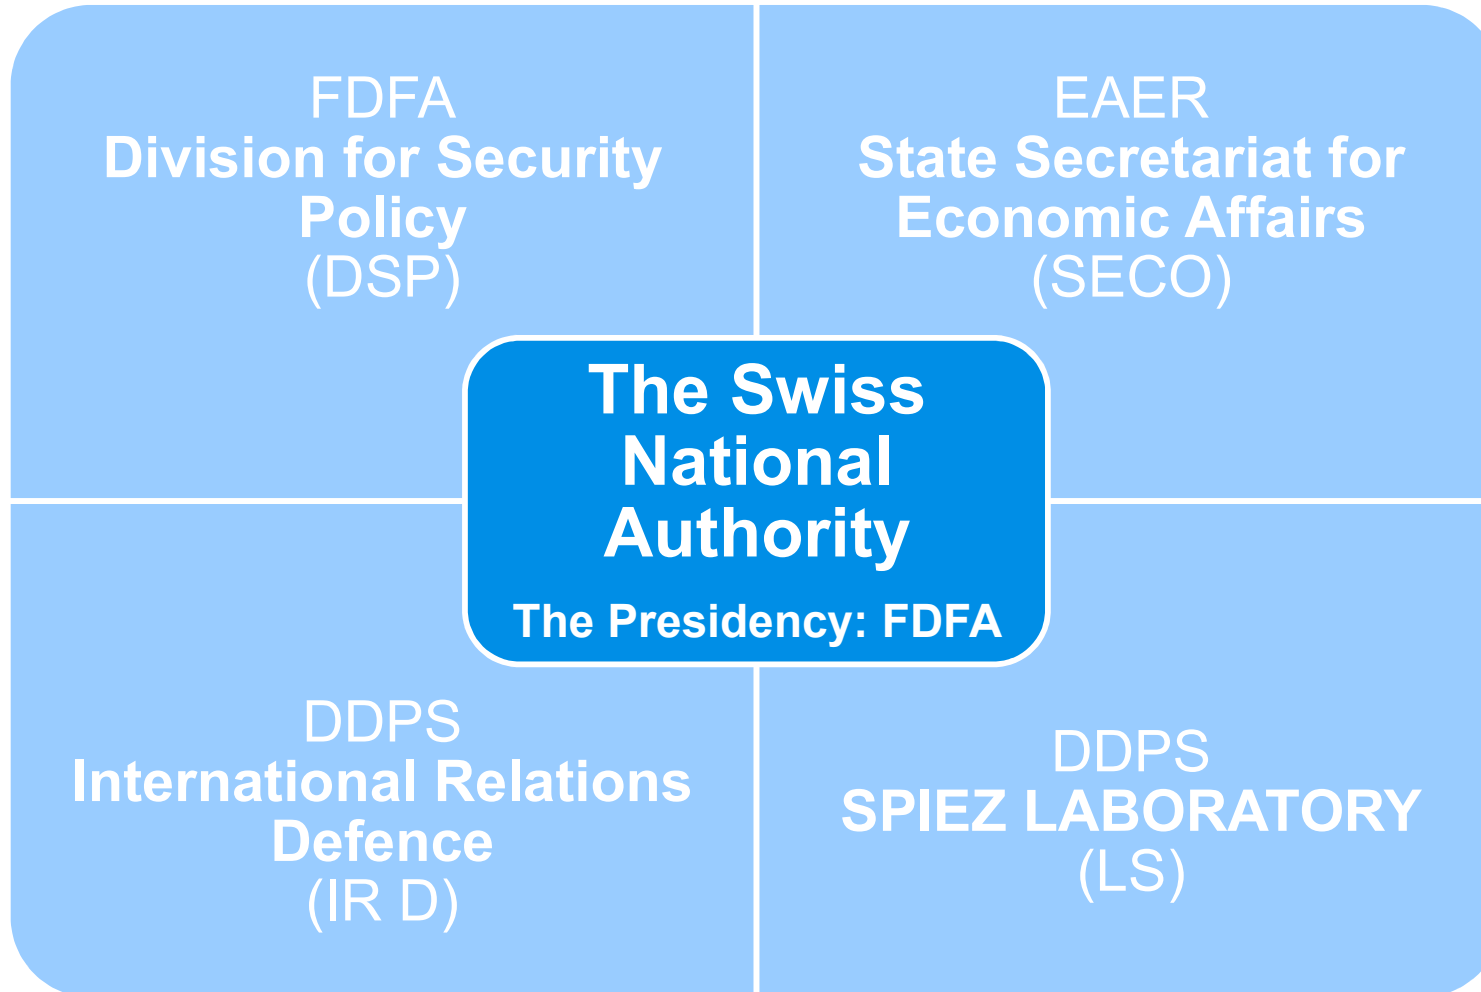 FDFA
Division for Security
Policy
(DSP)
EAER
State Secretariat for
Economic Affairs
(SECO)
The Swiss
National
Authority
The Presidency: FDFA
DDPS
International Relations
Defence
(IR D)
DDPS
SPIEZ LABORATORY
(LS)